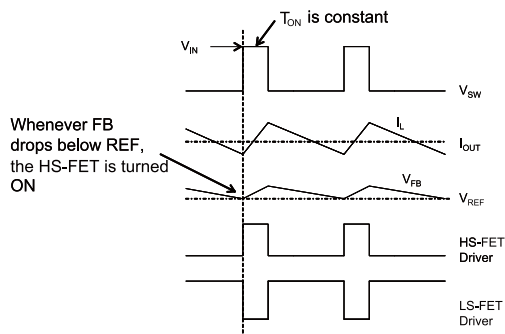 T_ON is constant
V_IN
V_SW
Whenever FB
drops below REF,
the HS-FET is turned
ON
I_L
I_OUT
V_FB
V_REF
HS-FET
Driver
LS-FET
Driver